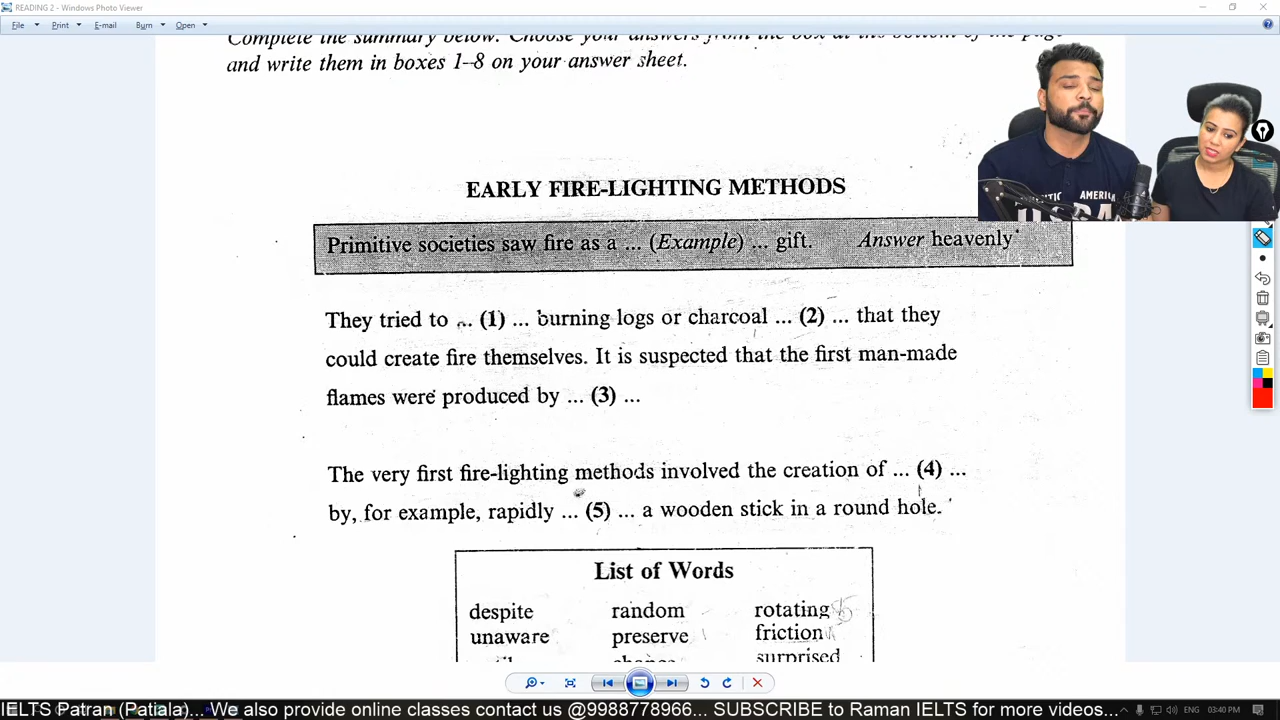 READING 2 - Windows Photo Viewer
File Print E-mail Burn Open
Complete the summary below. Choose your answers from the box at the bottom of the page
and write them in boxes 1–8 on your answer sheet.
EARLY FIRE-LIGHTING METHODS
Primitive societies saw fire as a ... (Example) ... gift. Answer heavenly
They tried to ... (1) ... burning logs or charcoal ... (2) ... that they
could create fire themselves. It is suspected that the first man-made
flames were produced by ... (3) ...
The very first fire-lighting methods involved the creation of ... (4) ...
by, for example, rapidly ... (5) ... a wooden stick in a round hole.
List of Words
despite random rotating
unaware preserve friction
chance surprised
IELTS Patran (Patiala)... We also provide online classes contact us @9988778966... SUBSCRIBE to Raman IELTS for more videos...
ENG 03:40 PM